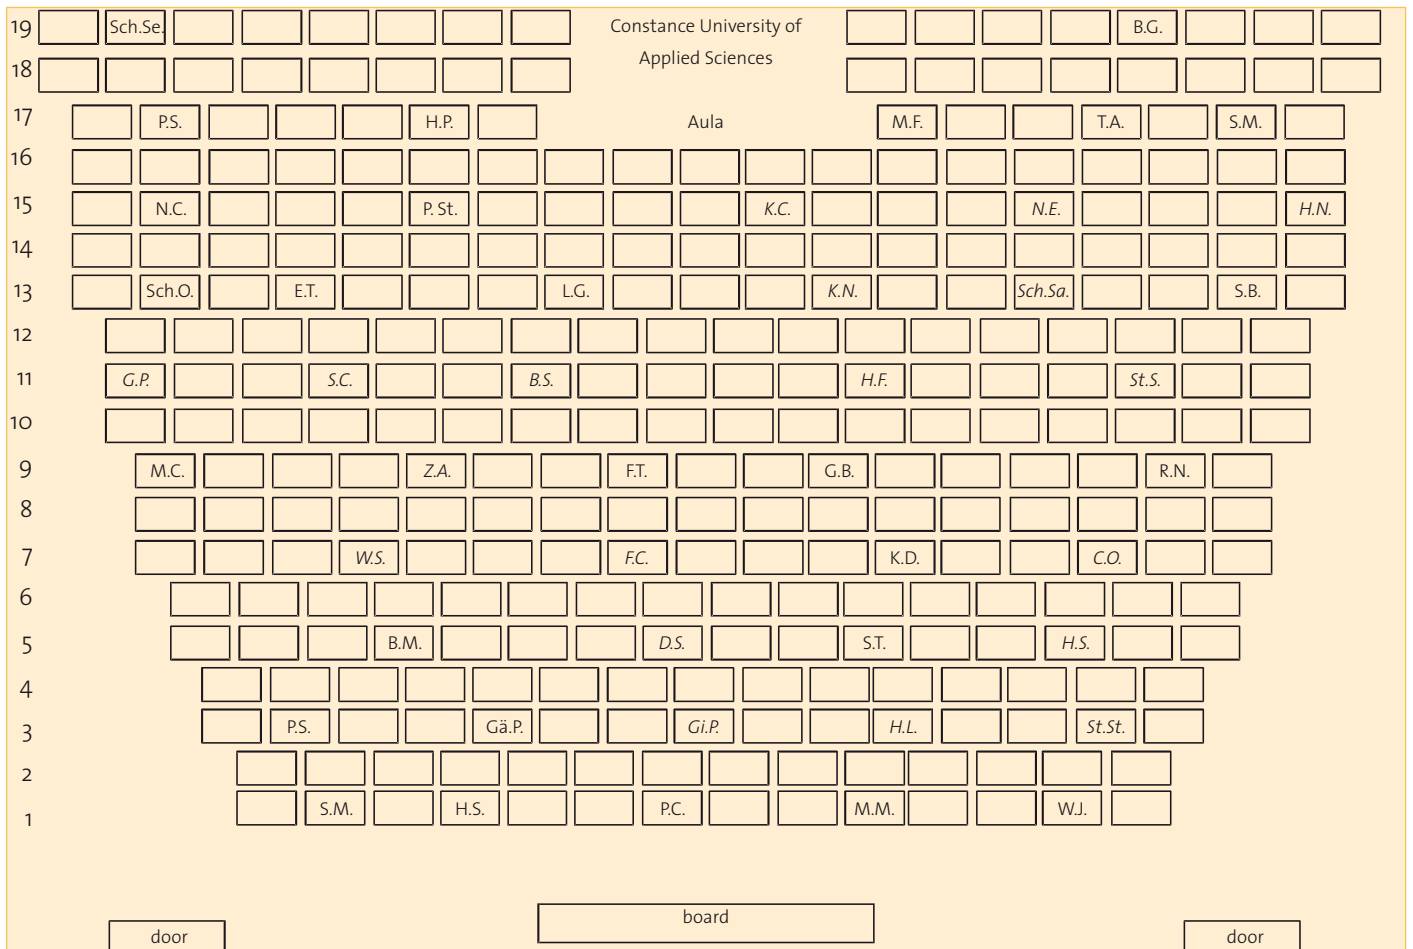 19 Sch.Se. Constance University of B.G.
Applied Sciences
18
17 P.S. H.P. Aula M.F. T.A. S.M.
16
15 N.C. P. St. K.C. N.E. H.N.
14
13 Sch.O. E.T. L.G. K.N. Sch.Sa. S.B.
12
11 G.P. S.C. B.S. H.F. St.S.
10
9 M.C. Z.A. F.T. G.B. R.N.
8
7 W.S. F.C. K.D. C.O.
6
5 B.M. D.S. S.T. H.S.
4
3 P.S. Gä.P. Gi.P. H.L. St.St.
2
1 S.M. H.S. P.C. M.M. W.J.
board
door door